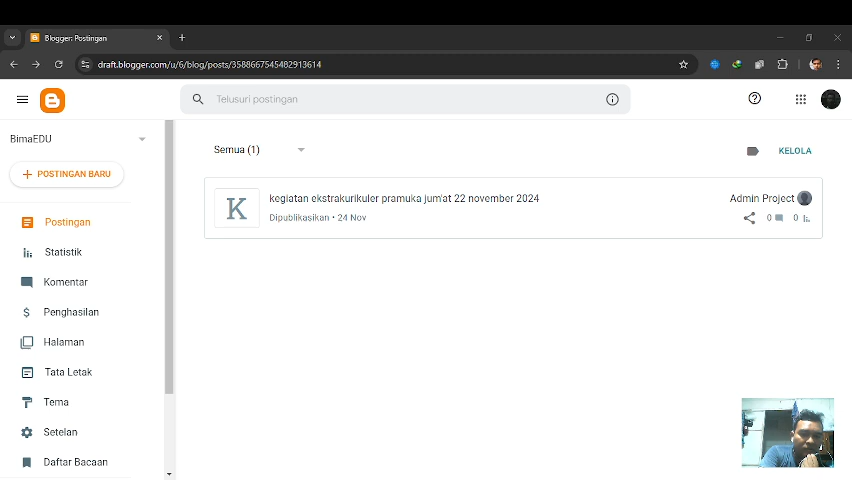 Blogger: Postingan
draft.blogger.com/u/6/blog/posts/3588667545482913614
Telusuri postingan
BimaEDU
POSTINGAN BARU
Postingan
Statistik
Komentar
Penghasilan
Halaman
Tata Letak
Tema
Setelan
Daftar Bacaan
Semua (1)
KELOLA
K
kegiatan ekstrakurikuler pramuka jum'at 22 november 2024
Dipublikasikan • 24 Nov
Admin Project
0 0